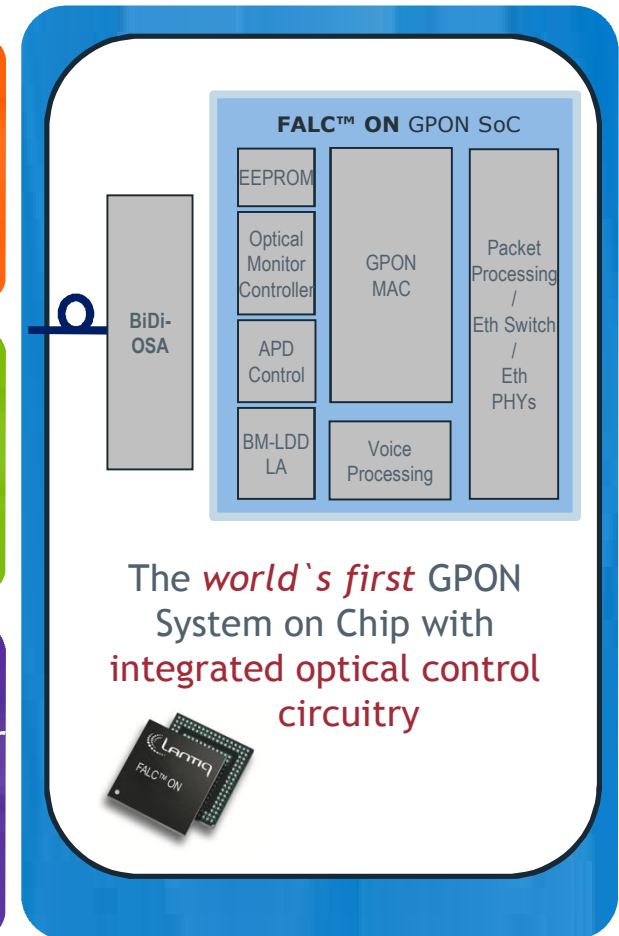 FALC™ ON GPON SoC
EEPROM
Optical
Monitor
Controller
APD
Control
BM-LDD
LA
GPON
MAC
Voice
Processing
Packet
Processing
/
Eth Switch
/
Eth
PHYs
BiDi-
OSA
The world`s first GPON
System on Chip with
integrated optical control
circuitry
Lantiq
FALC™ ON